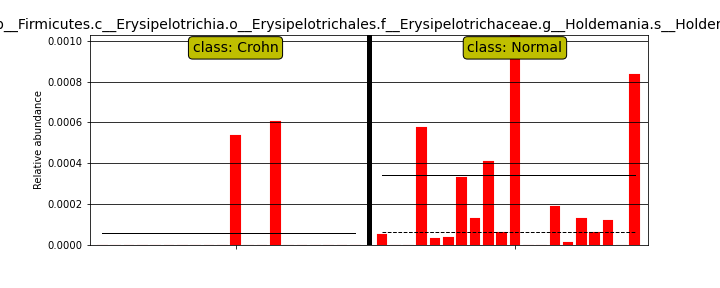 o__Firmicutes.c__Erysipelotrichia.o__Erysipelotrichales.f__Erysipelotrichaceae.g__Holdemania.s__Holder
class: Crohn
class: Normal
Relative abundance
0.0010
0.0008
0.0006
0.0004
0.0002
0.0000